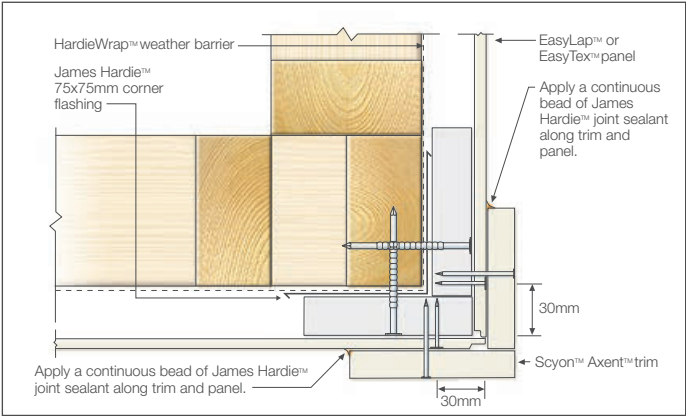 HardieWrap™ weather barrier
James Hardie™
75x75mm corner
flashing
EasyLap™ or
EasyTex™ panel
Apply a continuous
bead of James
Hardie™ joint sealant
along trim and
panel.
30mm
Scyon™ Axent™ trim
Apply a continuous bead of James Hardie™
joint sealant along trim and panel.
30mm